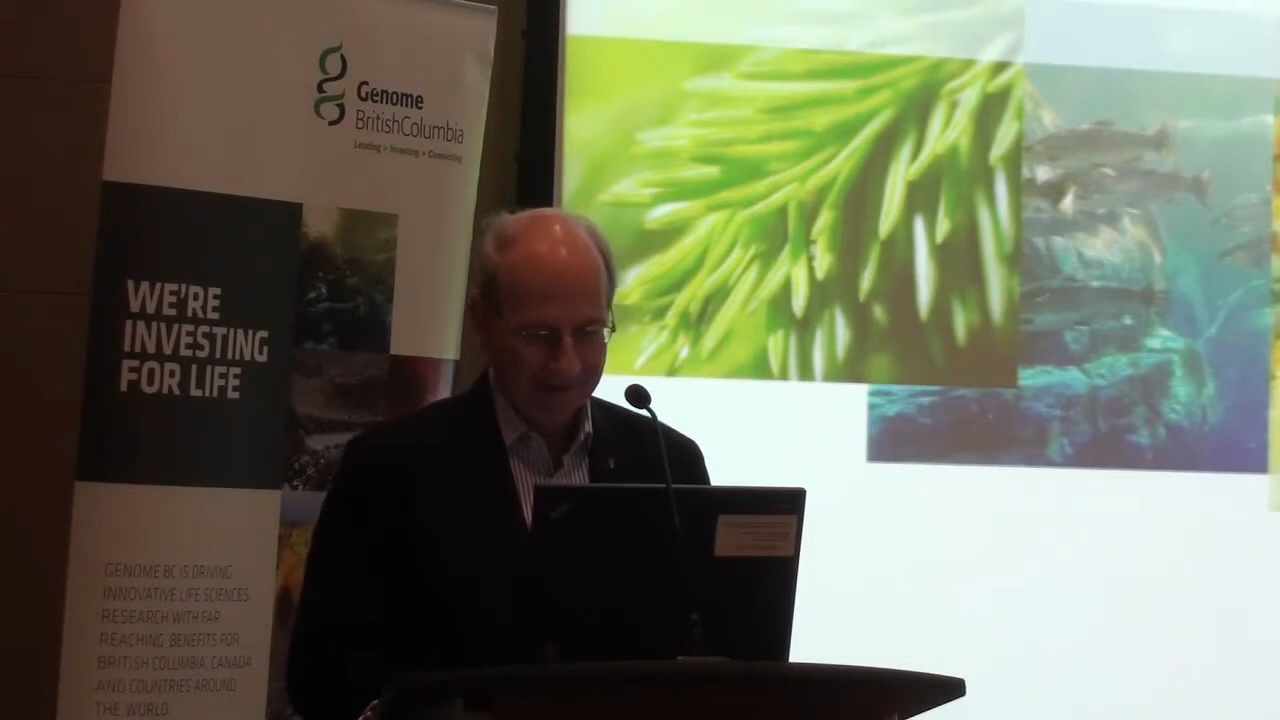 Genome
BritishColumbia
Leading > Investing > Connecting
WE'RE
INVESTING
FOR LIFE
GENOME BC IS DRIVING
INNOVATIVE LIFE SCIENCES
RESEARCH WITH FAR
REACHING BENEFITS FOR
BRITISH COLUMBIA, CANADA
AND COUNTRIES AROUND
THE WORLD